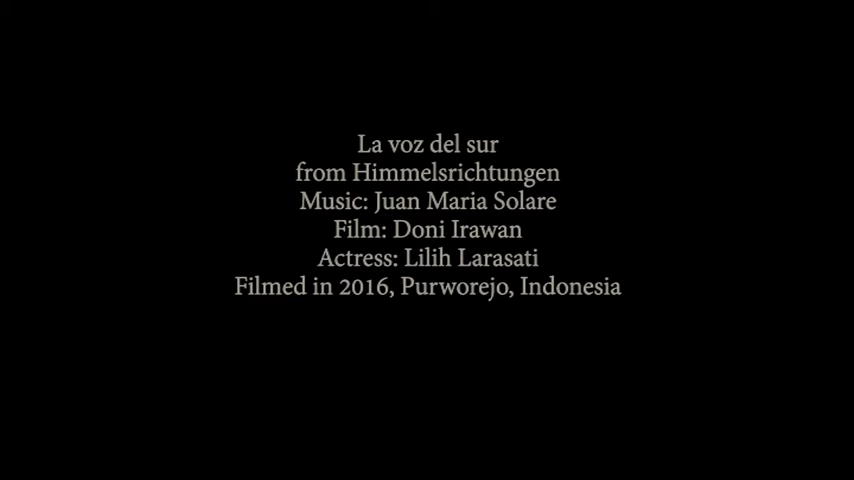 La voz del sur
from Himmelsrichtungen
Music: Juan Maria Solare
Film: Doni Irawan
Actress: Lilih Larasati
Filmed in 2016, Purworejo, Indonesia